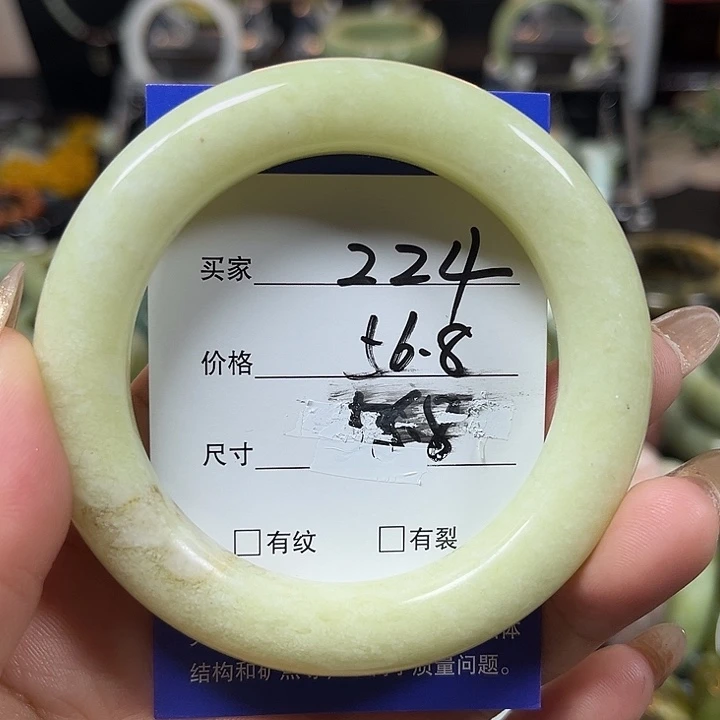 买家 224
价格 56.8
尺寸
□有纹 □有裂
结构和矿 质量问题。